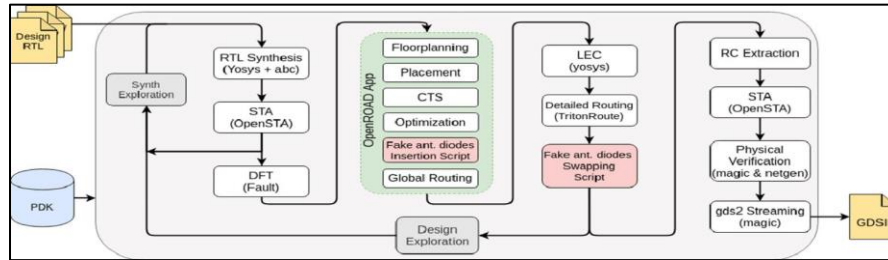 Design
RTL
PDK
Synth
Exploration
RTL Synthesis
(Yosys + abc)
STA
(OpenSTA)
DFT
(Fault)
OpenROAD App
Floorplanning
Placement
CTS
Optimization
Fake ant. diodes
Insertion Script
Global Routing
Design
Exploration
LEC
(yosys)
Detailed Routing
(TritonRoute)
Fake ant. diodes
Swapping
Script
RC Extraction
STA
(OpenSTA)
Physical
Verification
(magic & netgen)
gds2 Streaming
(magic)
GDSII